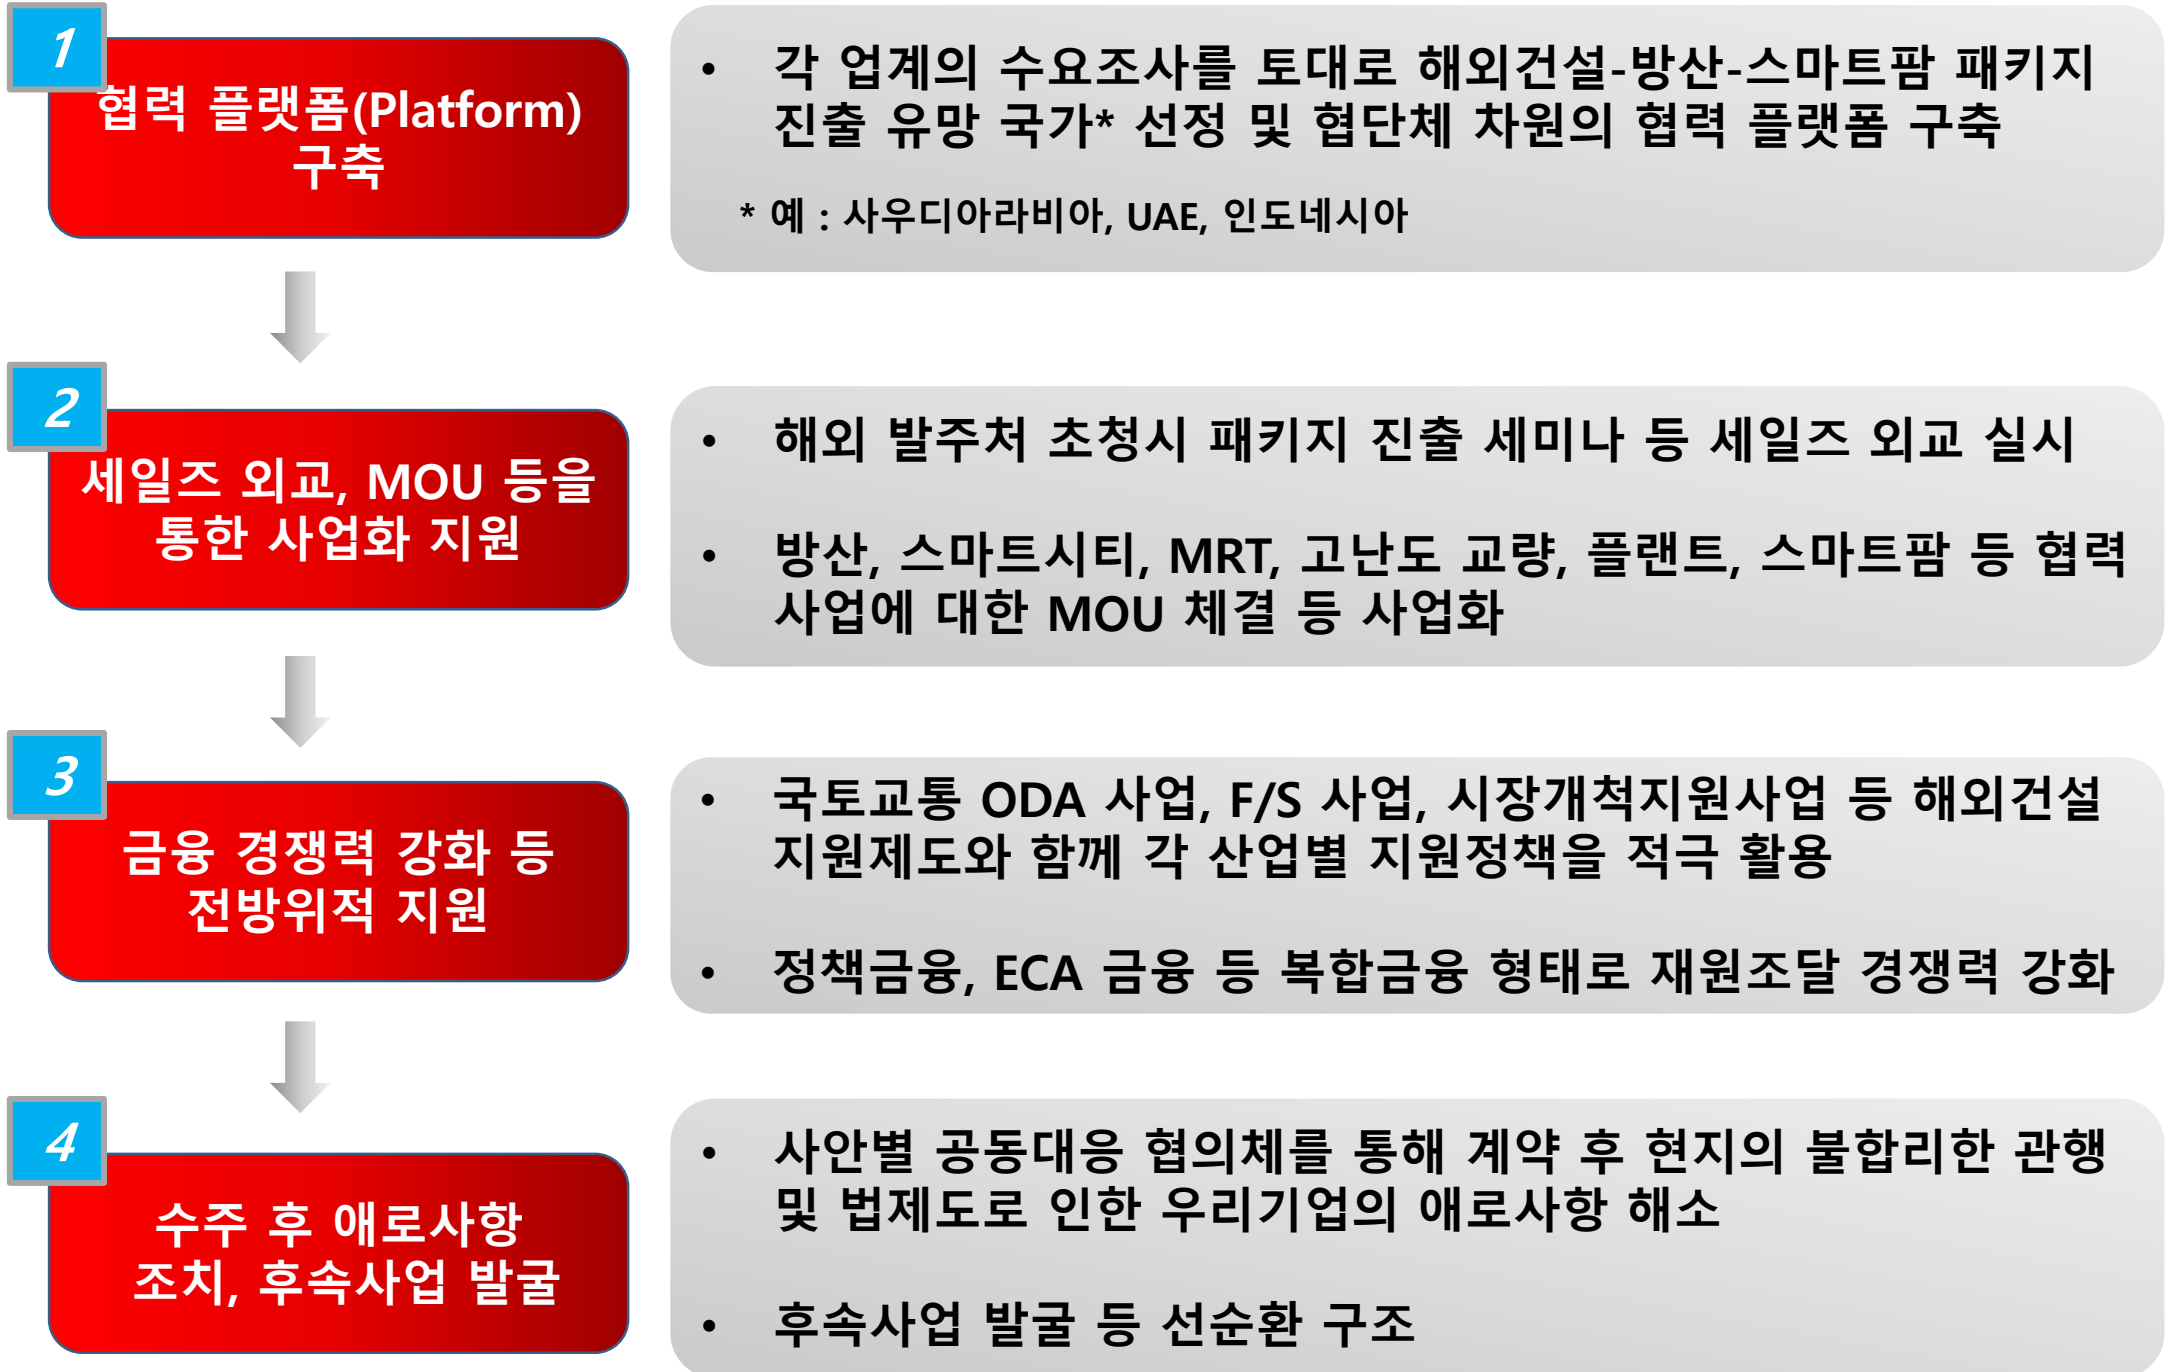 1
협력 플랫폼(Platform)
구축
• 각 업계의 수요조사를 토대로 해외건설-방산-스마트팜 패키지
진출 유망 국가* 선정 및 협단체 차원의 협력 플랫폼 구축
* 예 : 사우디아라비아, UAE, 인도네시아
2
세일즈 외교, MOU 등을
통한 사업화 지원
• 해외 발주처 초청시 패키지 진출 세미나 등 세일즈 외교 실시
• 방산, 스마트시티, MRT, 고난도 교량, 플랜트, 스마트팜 등 협력
사업에 대한 MOU 체결 등 사업화
3
금융 경쟁력 강화 등
전방위적 지원
• 국토교통 ODA 사업, F/S 사업, 시장개척지원사업 등 해외건설
지원제도와 함께 각 산업별 지원정책을 적극 활용
• 정책금융, ECA 금융 등 복합금융 형태로 재원조달 경쟁력 강화
4
수주 후 애로사항
조치, 후속사업 발굴
• 사안별 공동대응 협의체를 통해 계약 후 현지의 불합리한 관행
및 법제도로 인한 우리기업의 애로사항 해소
• 후속사업 발굴 등 선순환 구조